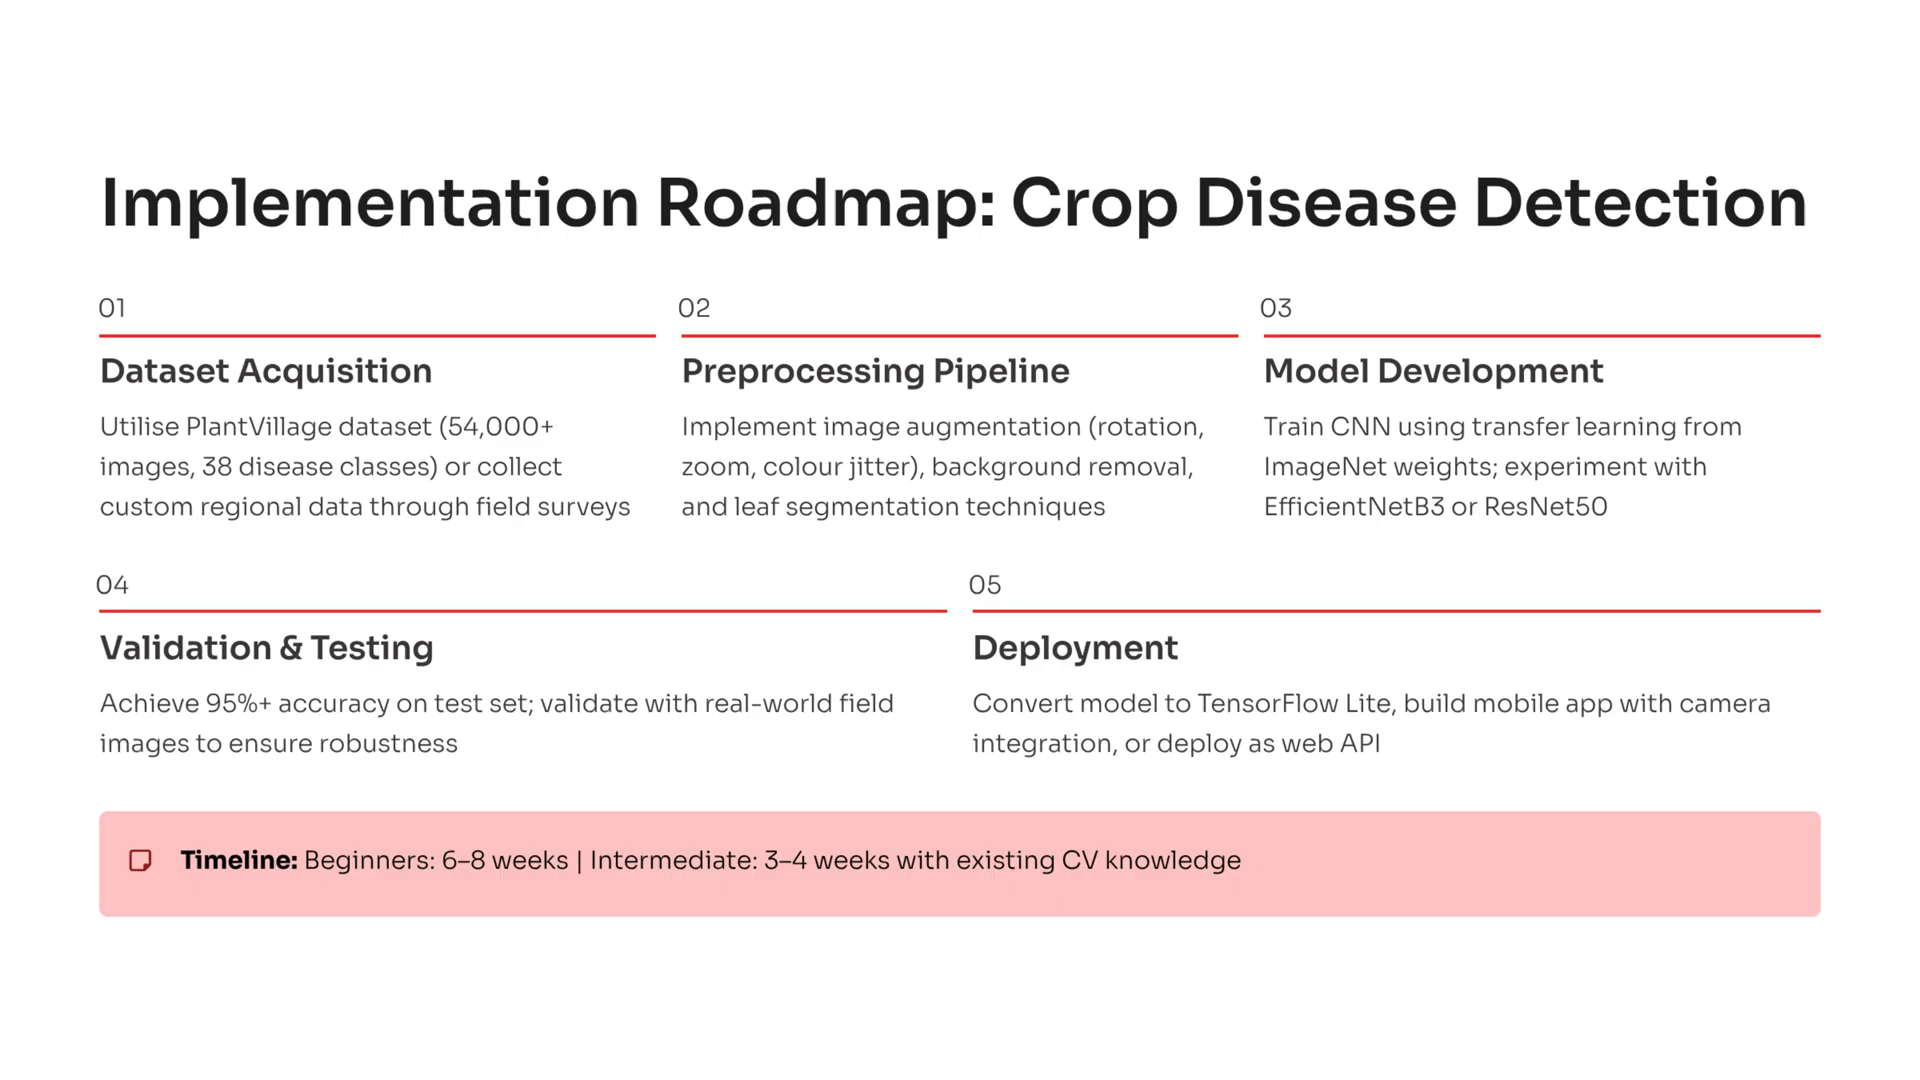 Implementation Roadmap: Crop Disease Detection
01
Dataset Acquisition
Utilise PlantVillage dataset (54,000+
images, 38 disease classes) or collect
custom regional data through field surveys
02
Preprocessing Pipeline
Implement image augmentation (rotation,
zoom, colour jitter), background removal,
and leaf segmentation techniques
03
Model Development
Train CNN using transfer learning from
ImageNet weights; experiment with
EfficientNetB3 or ResNet50
04
Validation & Testing
Achieve 95%+ accuracy on test set; validate with real-world field
images to ensure robustness
05
Deployment
Convert model to TensorFlow Lite, build mobile app with camera
integration, or deploy as web API
Timeline: Beginners: 6–8 weeks | Intermediate: 3–4 weeks with existing CV knowledge